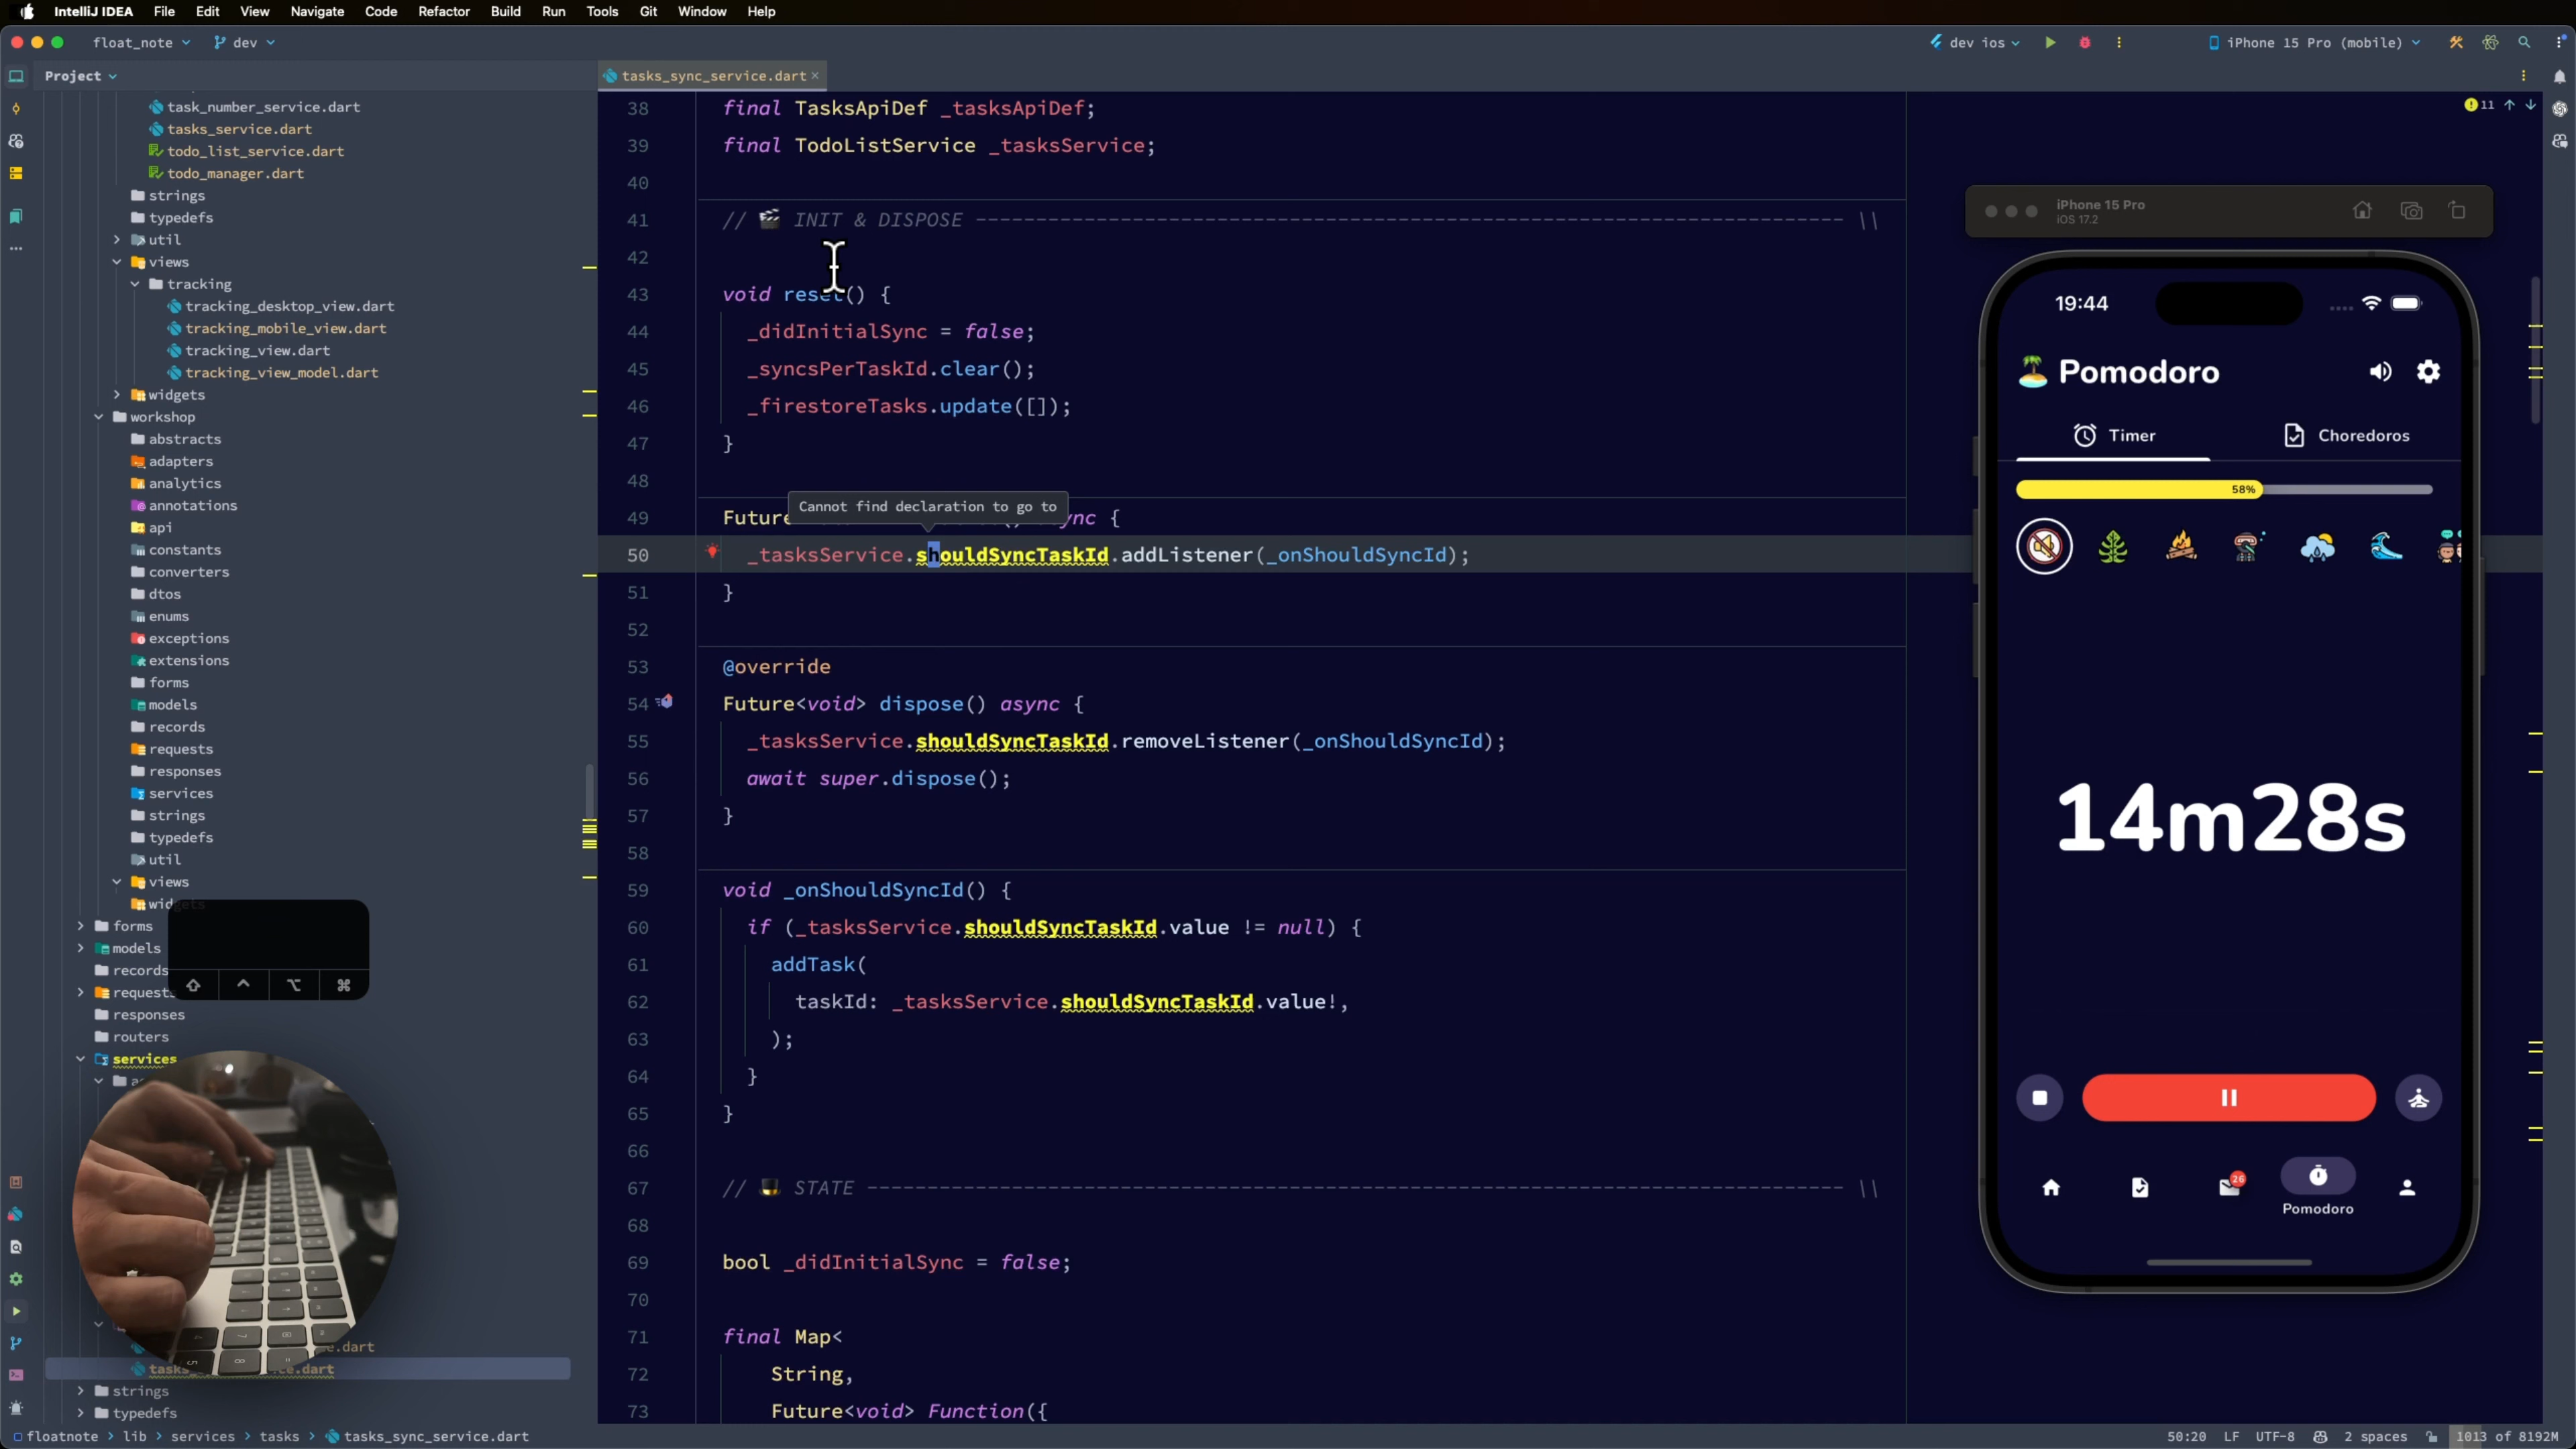 IntelliJ IDEA File Edit View Navigate Code Refactor Build Run Tools Git Window Help
float_note dev dev ios iPhone 15 Pro (mobile)
Project
tasks_sync_service.dart
task_number_service.dart
tasks_service.dart
todo_list_service.dart
todo_manager.dart
strings
typedefs
util
views
tracking
tracking_desktop_view.dart
tracking_mobile_view.dart
tracking_view.dart
tracking_view_model.dart
widgets
workshop
abstracts
adapters
analytics
annotations
api
constants
converters
dtos
enums
exceptions
extensions
forms
models
records
requests
responses
services
strings
typedefs
util
views
forms
models
records
responses
routers
services
.dart
strings
typedefs
38 final TasksApiDef _tasksApiDef;
39 final TodoListService _tasksService;
40
41 // 🎬 INIT & DISPOSE ------------------------------------------------------------------------ \\
42
43 void reset() {
44 _didInitialSync = false;
45 _syncsPerTaskId.clear();
46 _firestoreTasks.update([]);
47 }
48
Cannot find declaration to go to
49 Future async {
50 _tasksService.shouldSyncTaskId.addListener(_onShouldSyncId);
51 }
52
53 @override
54 Future<void> dispose() async {
55 _tasksService.shouldSyncTaskId.removeListener(_onShouldSyncId);
56 await super.dispose();
57 }
58
59 void _onShouldSyncId() {
60 if (_tasksService.shouldSyncTaskId.value != null) {
61 addTask(
62 taskId: _tasksService.shouldSyncTaskId.value!,
63 );
64 }
65 }
66
67 // 🎩 STATE --------------------------------------------------------------------------------- \\
68
69 bool _didInitialSync = false;
70
71 final Map<
72 String,
73 Future<void> Function({
11
iPhone 15 Pro
iOS 17.2
19:44
Pomodoro
Timer Choredoros
58%
14m28s
26
Pomodoro
floatnote > lib > services > tasks > tasks_sync_service.dart
50:20 LF UTF-8 2 spaces 1013 of 8192M